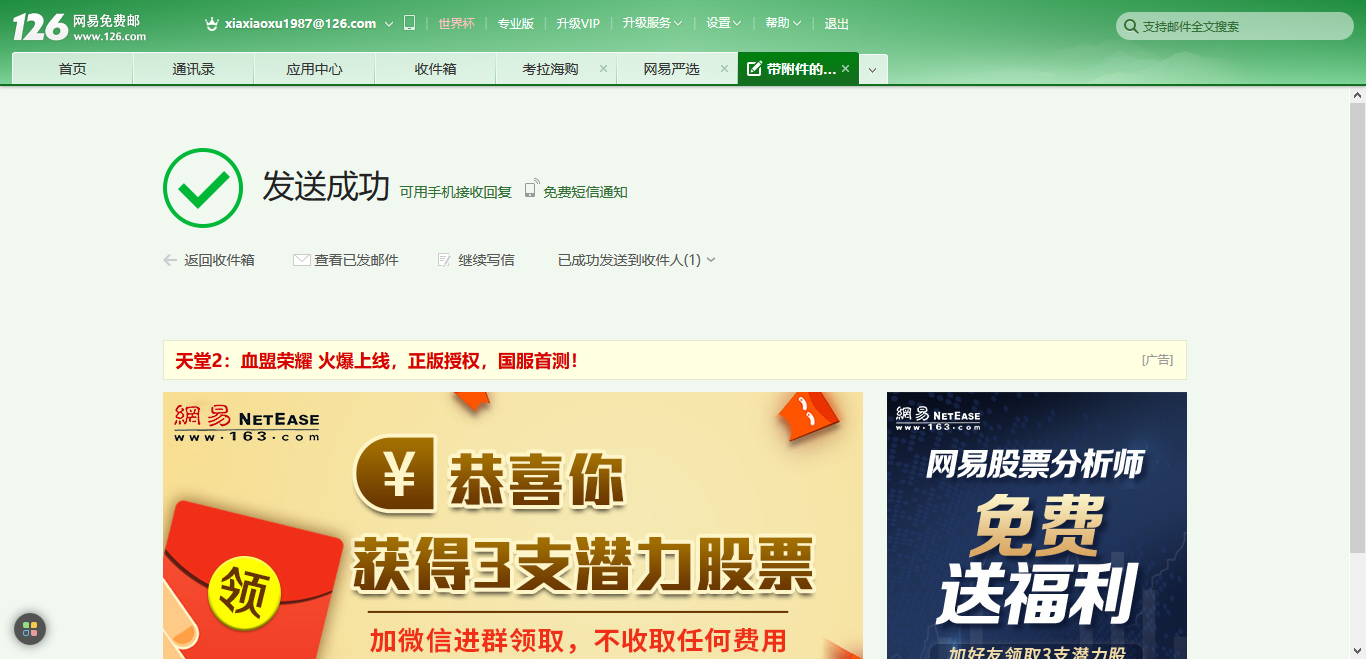 126 网易免费邮
www.126.com
xiaxiaoxu1987@126.com
世界杯
专业版
升级VIP
升级服务
设置
帮助
退出
支持邮件全文搜索
首页
通讯录
应用中心
收件箱
考拉海购
网易严选
带附件的...
发送成功
可用手机接收回复
免费短信通知
返回收件箱
查看已发邮件
继续写信
已成功发送到收件人(1)
天堂2：血盟荣耀 火爆上线，正版授权，国服首测！
[广告]
網易 NETEASE
www.163.com
¥ 恭喜你
获得3支潜力股票
领
加微信进群领取，不收取任何费用
網易 NETEASE
www.163.com
网易股票分析师
免费
送福利
加好友领取3支潜力股